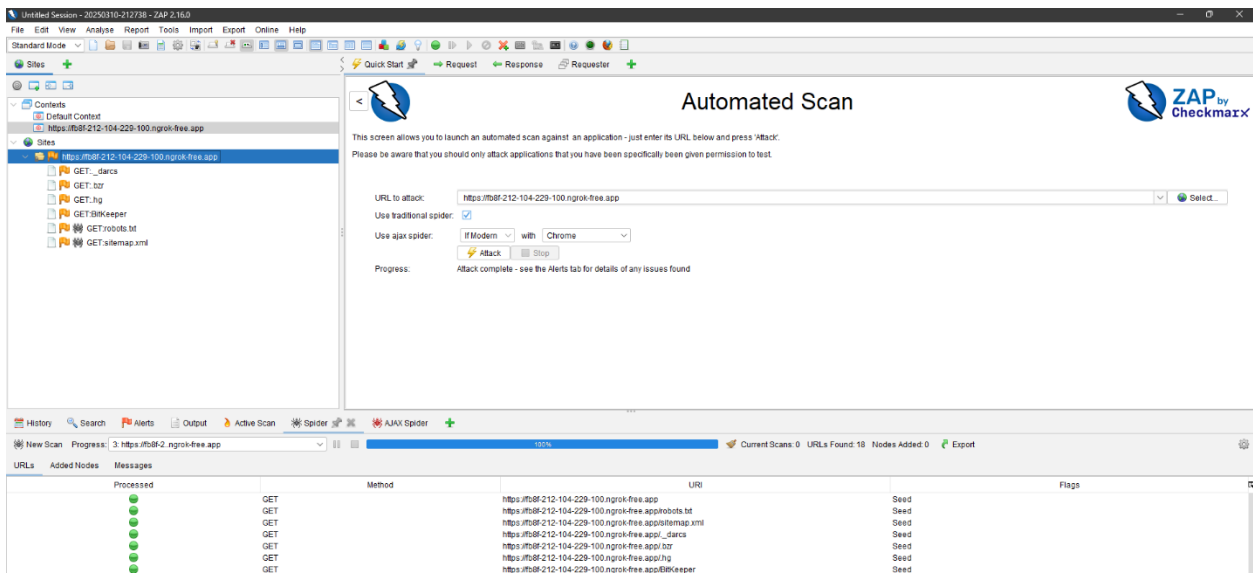 Untitled Session - 20250310-212738 - ZAP 2.16.0
File Edit View Analyse Report Tools Import Export Online Help
Standard Mode
Sites
Quick Start Request Response Requester
Contexts
Default Context
https://fb8f-212-104-229-100.ngrok-free.app
Sites
https://fb8f-212-104-229-100.ngrok-free.app
GET:._darcs
GET:.bzr
GET:.hg
GET:BitKeeper
GET:robots.txt
GET:sitemap.xml
<
Automated Scan
ZAP by
Checkmarx
This screen allows you to launch an automated scan against an application - just enter its URL below and press 'Attack'.
Please be aware that you should only attack applications that you have been specifically been given permission to test.
URL to attack: https://fb8f-212-104-229-100.ngrok-free.app Select...
Use traditional spider:
Use ajax spider: If Modern with Chrome
Attack Stop
Progress: Attack complete - see the Alerts tab for details of any issues found
History Search Alerts Output Active Scan Spider AJAX Spider
New Scan Progress: 3: https://fb8f-2..ngrok-free.app 100% Current Scans: 0 URLs Found: 18 Nodes Added: 0 Export
URLs Added Nodes Messages
Processed Method URI Flags
GET https://fb8f-212-104-229-100.ngrok-free.app Seed
GET https://fb8f-212-104-229-100.ngrok-free.app/robots.txt Seed
GET https://fb8f-212-104-229-100.ngrok-free.app/sitemap.xml Seed
GET https://fb8f-212-104-229-100.ngrok-free.app/._darcs Seed
GET https://fb8f-212-104-229-100.ngrok-free.app/.bzr Seed
GET https://fb8f-212-104-229-100.ngrok-free.app/.hg Seed
GET https://fb8f-212-104-229-100.ngrok-free.app/BitKeeper Seed